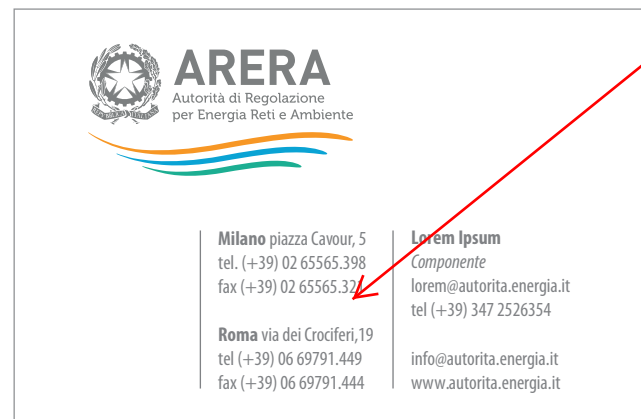 ARERA
Autorità di Regolazione
per Energia Reti e Ambiente
Milano piazza Cavour, 5
tel. (+39) 02 65565.398
fax (+39) 02
Roma via dei Crociferi,19
tel (+39) 06 69791.449
fax (+39) 06 69791.444
Lorem Ipsum
Componente
lorem@autorita.energia.it
tel (+39) 347 2526354
info@autorita.energia.it
www.autorita.energia.it